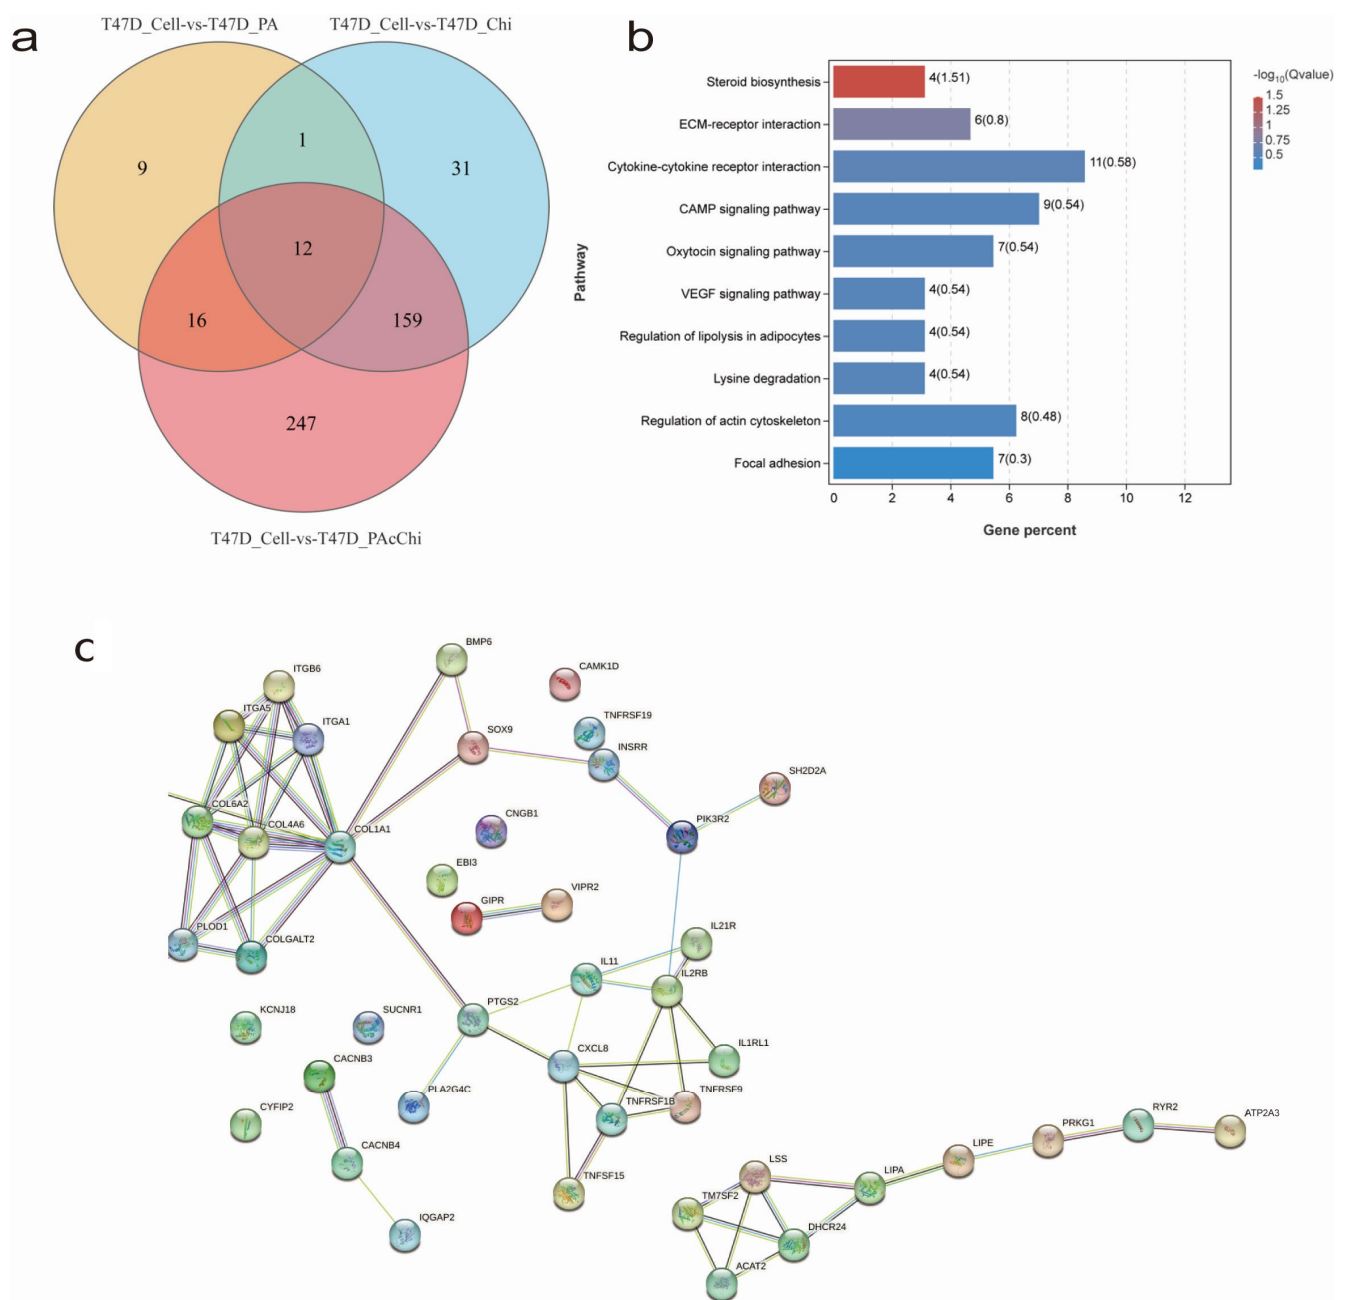 a
T47D_Cell-vs-T47D_PA
T47D_Cell-vs-T47D_Chi
9
1
31
12
16
159
247
T47D_Cell-vs-T47D_PAcChi
b
Pathway
Steroid biosynthesis
4(1.51)
ECM-receptor interaction
6(0.8)
Cytokine-cytokine receptor interaction
11(0.58)
CAMP signaling pathway
9(0.54)
Oxytocin signaling pathway
7(0.54)
VEGF signaling pathway
4(0.54)
Regulation of lipolysis in adipocytes
4(0.54)
Lysine degradation
4(0.54)
Regulation of actin cytoskeleton
8(0.48)
Focal adhesion
7(0.3)
0 2 4 6 8 10 12
Gene percent
-log10(Qvalue)
1.5
1.25
1
0.75
0.5
c
BMP6
ITGB6
CAMK1D
ITGA5
ITGA1
TNFRSF19
SOX9
INSRR
SH2D2A
COL6A2
COL4A6
COL1A1
CNGB1
PIK3R2
EBI3
GIPR
VIPR2
PLOD1
COLGALT2
IL21R
IL11
IL2RB
PTGS2
KCNJ18
SUCNR1
CXCL8
IL1RL1
CACNB3
PLA2G4C
TNFRSF9
TNFRSF1B
CYFIP2
CACNB4
TNFSF15
IQGAP2
RYR2
ATP2A3
PRKG1
LIPE
LSS
LIPA
TM7SF2
DHCR24
ACAT2